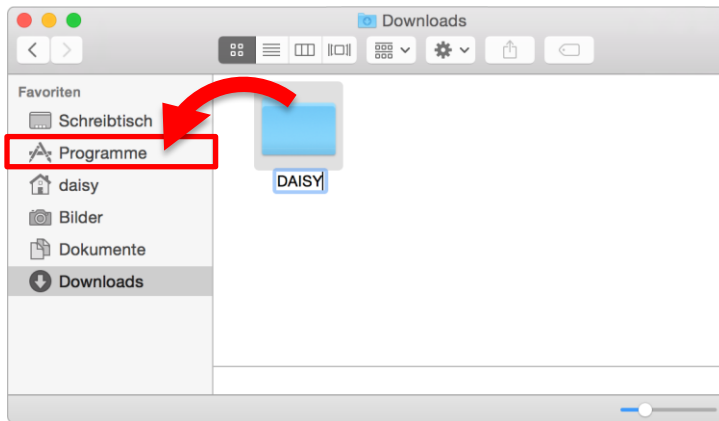 Downloads
Favoriten
Schreibtisch
Programme
daisy
Bilder
Dokumente
Downloads
DAISY